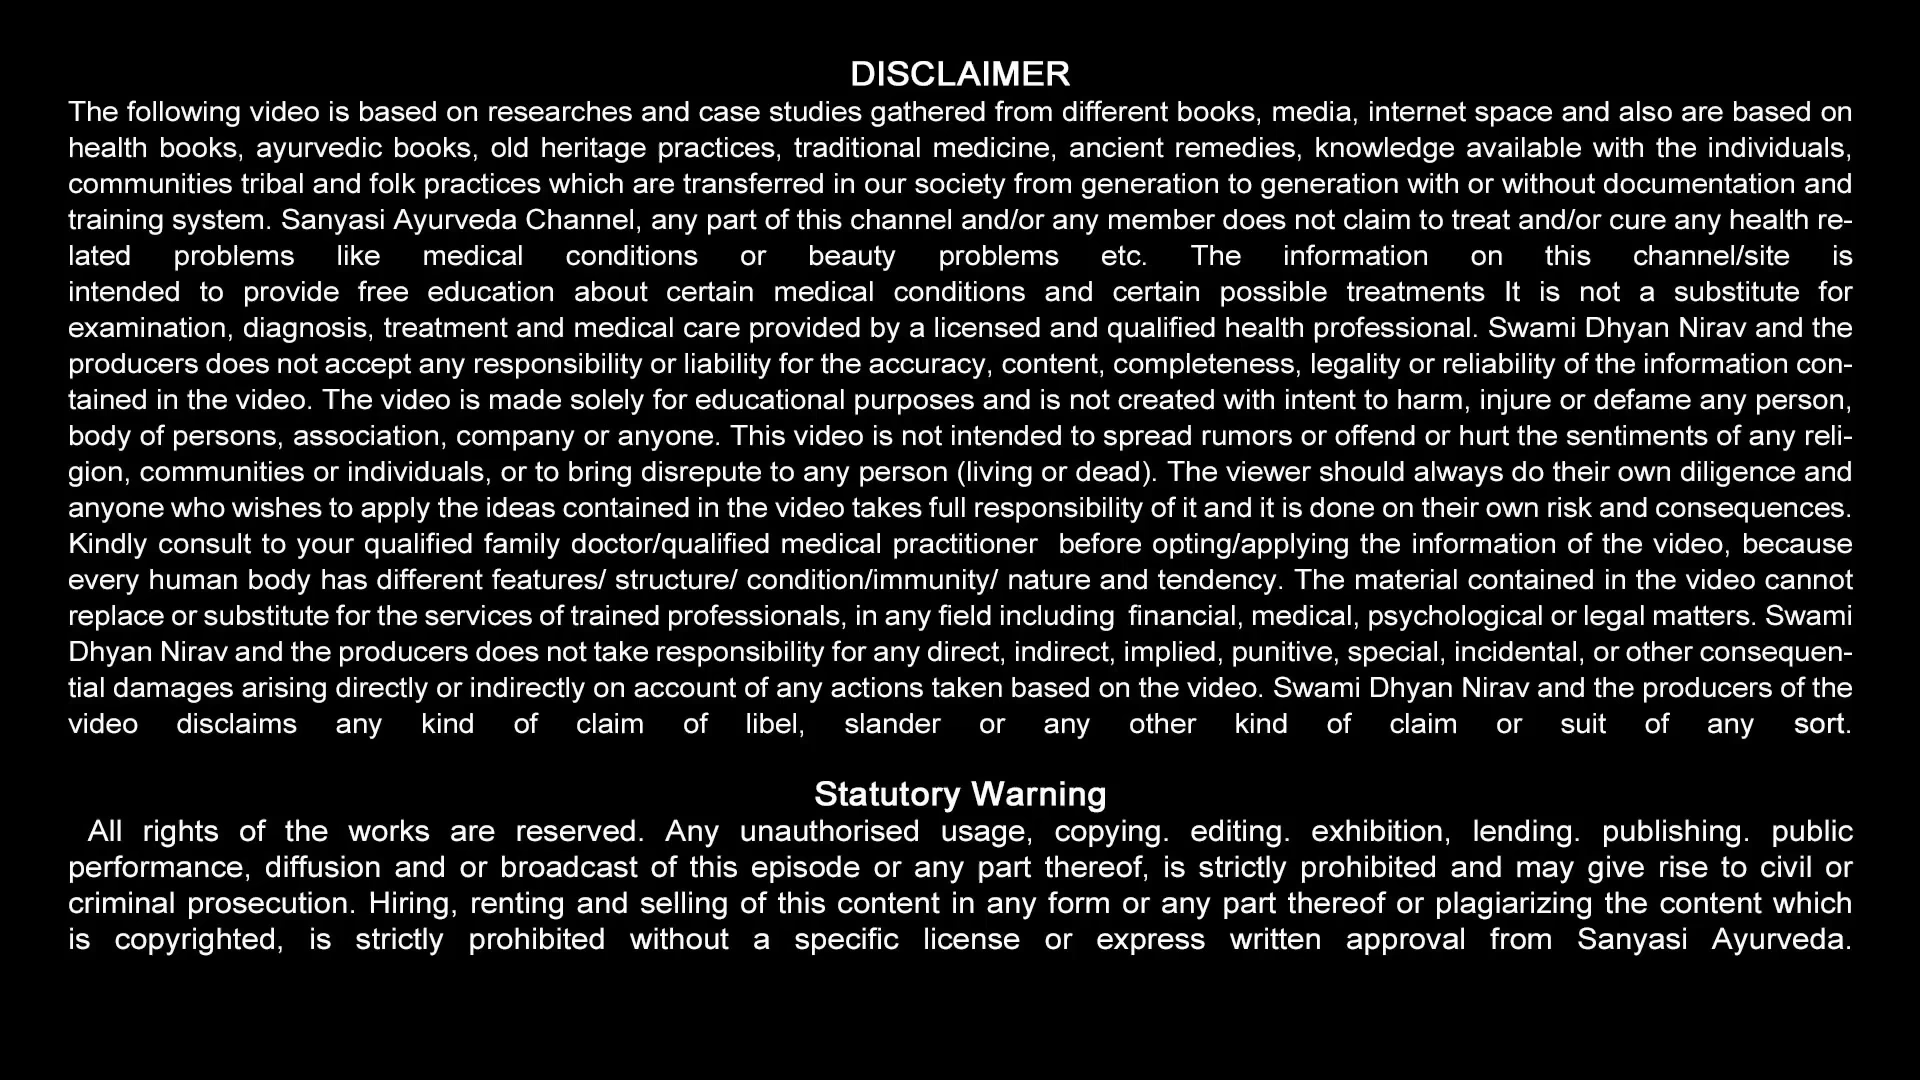 DISCLAIMER
The following video is based on researches and case studies gathered from different books, media, internet space and also are based on
health books, ayurvedic books, old heritage practices, traditional medicine, ancient remedies, knowledge available with the individuals,
communities tribal and folk practices which are transferred in our society from generation to generation with or without documentation and
training system. Sanyasi Ayurveda Channel, any part of this channel and/or any member does not claim to treat and/or cure any health re-
lated problems like medical conditions or beauty problems etc. The information on this channel/site is
intended to provide free education about certain medical conditions and certain possible treatments It is not a substitute for
examination, diagnosis, treatment and medical care provided by a licensed and qualified health professional. Swami Dhyan Nirav and the
producers does not accept any responsibility or liability for the accuracy, content, completeness, legality or reliability of the information con-
tained in the video. The video is made solely for educational purposes and is not created with intent to harm, injure or defame any person,
body of persons, association, company or anyone. This video is not intended to spread rumors or offend or hurt the sentiments of any reli-
gion, communities or individuals, or to bring disrepute to any person (living or dead). The viewer should always do their own diligence and
anyone who wishes to apply the ideas contained in the video takes full responsibility of it and it is done on their own risk and consequences.
Kindly consult to your qualified family doctor/qualified medical practitioner before opting/applying the information of the video, because
every human body has different features/ structure/ condition/immunity/ nature and tendency. The material contained in the video cannot
replace or substitute for the services of trained professionals, in any field including financial, medical, psychological or legal matters. Swami
Dhyan Nirav and the producers does not take responsibility for any direct, indirect, implied, punitive, special, incidental, or other consequen-
tial damages arising directly or indirectly on account of any actions taken based on the video. Swami Dhyan Nirav and the producers of the
video disclaims any kind of claim of libel, slander or any other kind of claim or suit of any sort.
Statutory Warning
All rights of the works are reserved. Any unauthorised usage, copying. editing. exhibition, lending. publishing. public
performance, diffusion and or broadcast of this episode or any part thereof, is strictly prohibited and may give rise to civil or
criminal prosecution. Hiring, renting and selling of this content in any form or any part thereof or plagiarizing the content which
is copyrighted, is strictly prohibited without a specific license or express written approval from Sanyasi Ayurveda.